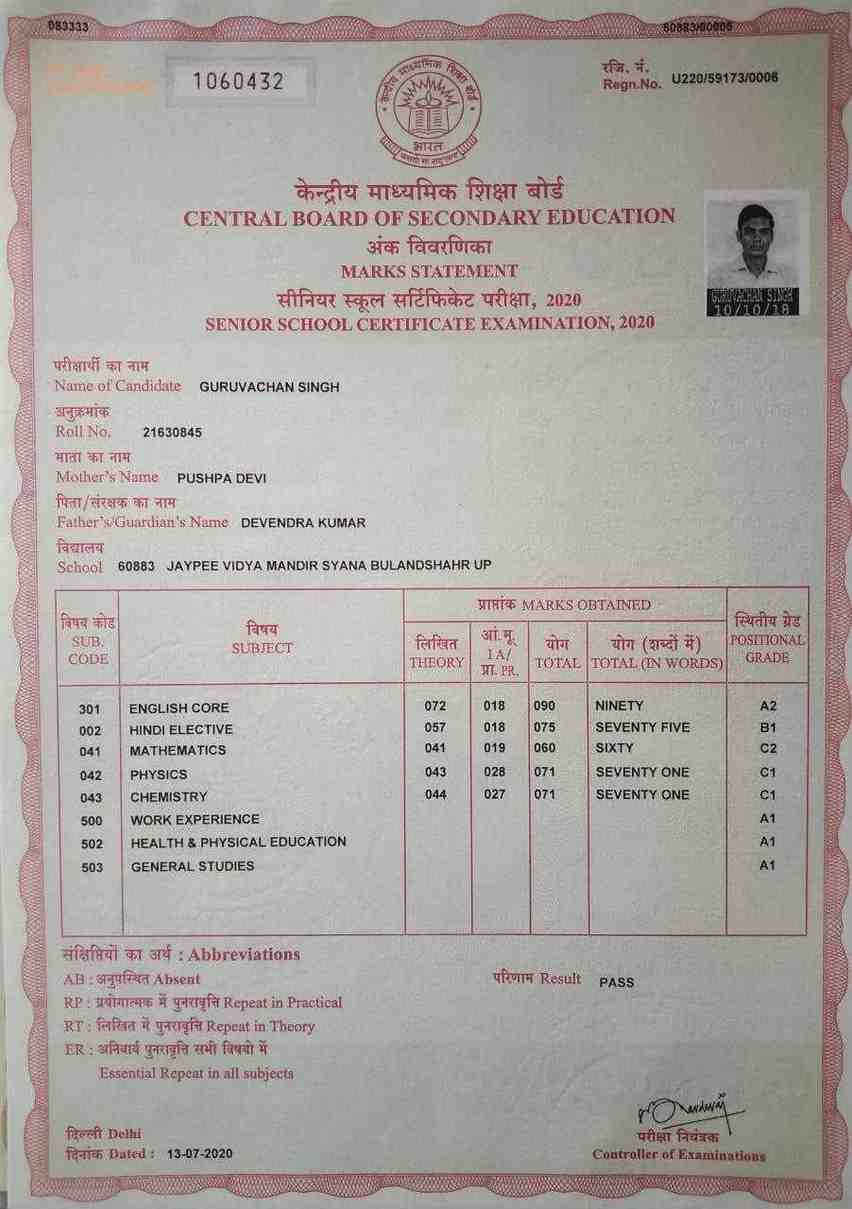 083333
60883/00006
1060432
रजि. नं.
Regn.No. U220/59173/0006
केन्द्रीय माध्यमिक शिक्षा बोर्ड
भारत
केन्द्रीय माध्यमिक शिक्षा बोर्ड
CENTRAL BOARD OF SECONDARY EDUCATION
अंक विवरणिका
MARKS STATEMENT
सीनियर स्कूल सर्टिफिकेट परीक्षा, 2020
SENIOR SCHOOL CERTIFICATE EXAMINATION, 2020
GURUVACHAN SINGH
10/10/18
परीक्षार्थी का नाम
Name of Candidate GURUVACHAN SINGH
अनुक्रमांक
Roll No. 21630845
माता का नाम
Mother's Name PUSHPA DEVI
पिता/संरक्षक का नाम
Father's/Guardian's Name DEVENDRA KUMAR
विद्यालय
School 60883 JAYPEE VIDYA MANDIR SYANA BULANDSHAHR UP
विषय कोड
SUB.
CODE
विषय
SUBJECT
प्राप्तांक MARKS OBTAINED
लिखित
THEORY
आं.मू.
IA/
प्रा. PR.
योग
TOTAL
योग (शब्दों में)
TOTAL (IN WORDS)
स्थितीय ग्रेड
POSITIONAL
GRADE
301 ENGLISH CORE 072 018 090 NINETY A2
002 HINDI ELECTIVE 057 018 075 SEVENTY FIVE B1
041 MATHEMATICS 041 019 060 SIXTY C2
042 PHYSICS 043 028 071 SEVENTY ONE C1
043 CHEMISTRY 044 027 071 SEVENTY ONE C1
500 WORK EXPERIENCE A1
502 HEALTH & PHYSICAL EDUCATION A1
503 GENERAL STUDIES A1
संक्षिप्तियों का अर्थ : Abbreviations
AB : अनुपस्थित Absent
परिणाम Result PASS
RP : प्रयोगात्मक में पुनरावृत्ति Repeat in Practical
RT : लिखित में पुनरावृत्ति Repeat in Theory
ER : अनिवार्य पुनरावृत्ति सभी विषयो में
Essential Repeat in all subjects
दिल्ली Delhi
दिनांक Dated : 13-07-2020
परीक्षा नियंत्रक
Controller of Examinations